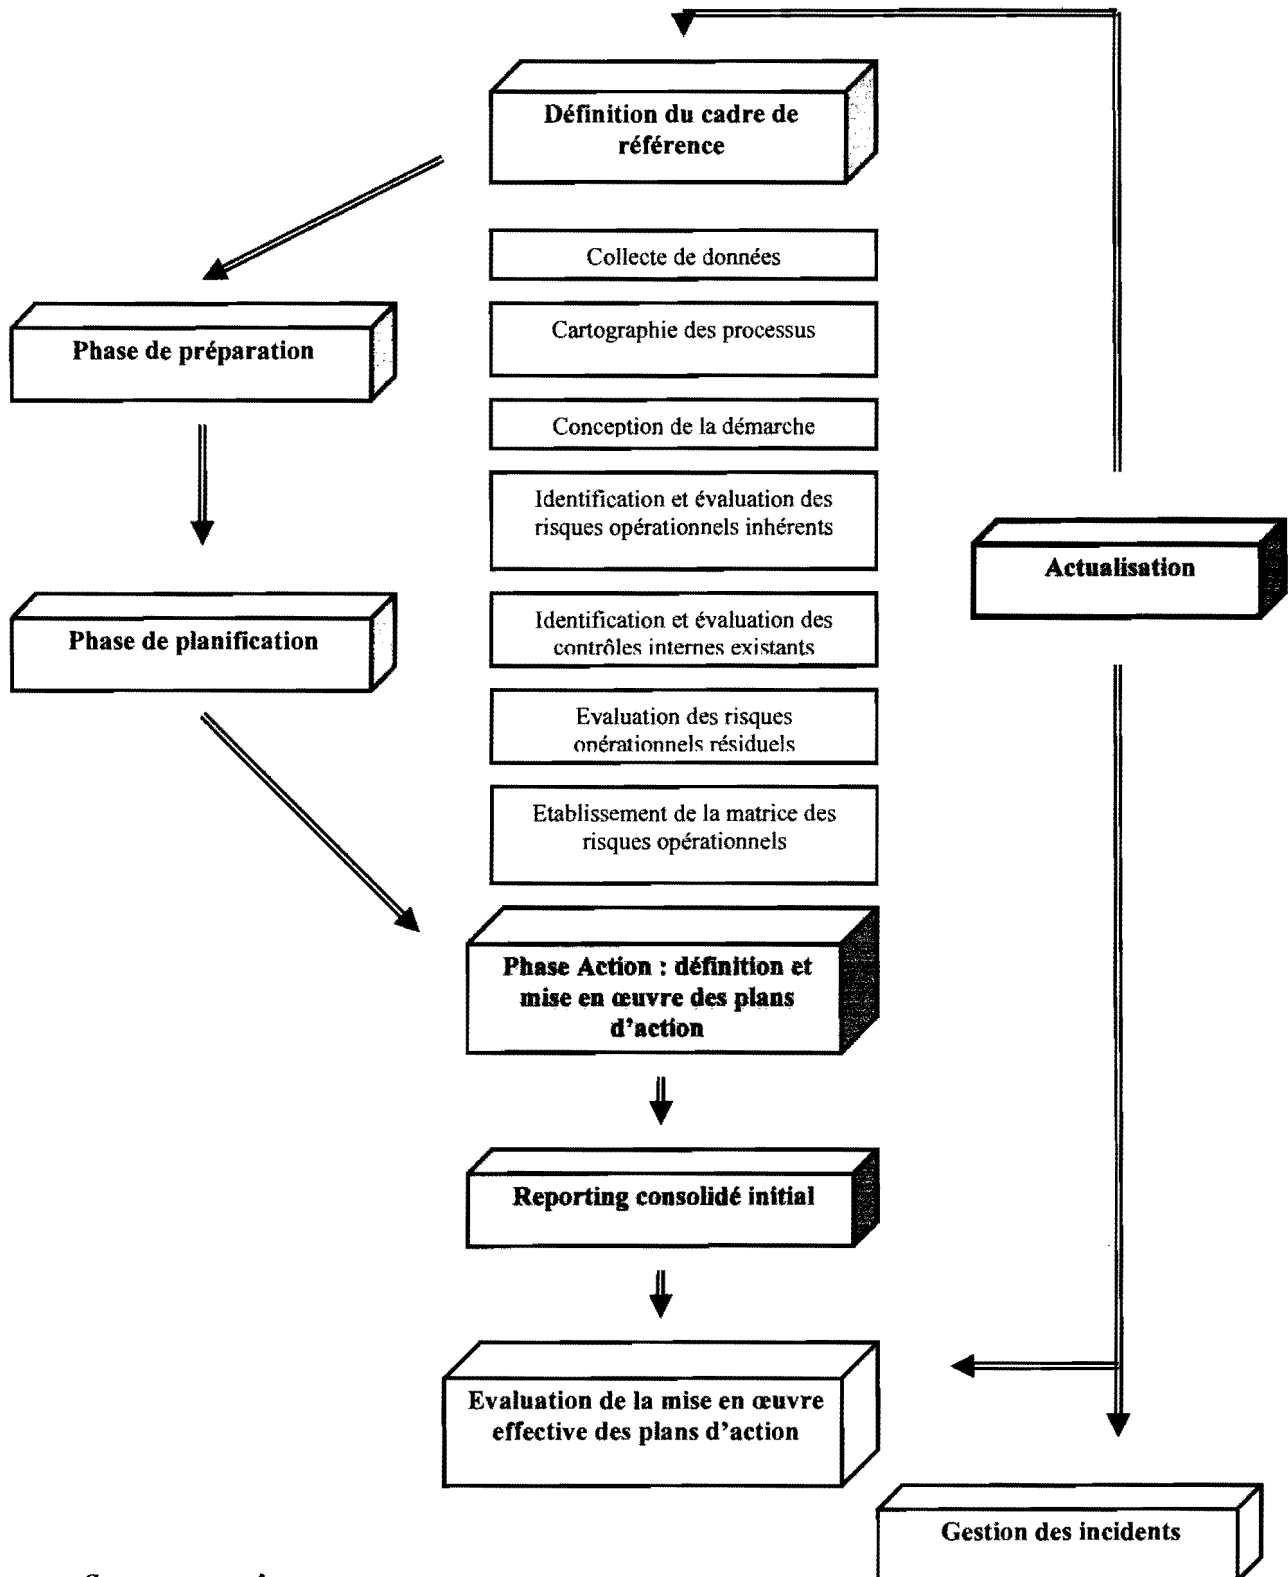 Définition du cadre de
référence
Collecte de données
Phase de préparation
Cartographie des processus
Conception de la démarche
Identification et évaluation des
risques opérationnels inhérents
Actualisation
Phase de planification
Identification et évaluation des
contrôles internes existants
Evaluation des risques
opérationnels résiduels
Etablissement de la matrice des
risques opérationnels
Phase Action : définition et
mise en œuvre des plans
d'action
Reporting consolidé initial
Evaluation de la mise en œuvre
effective des plans d'action
Gestion des incidents